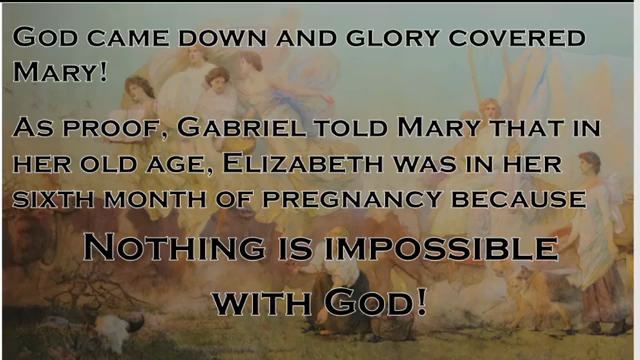 God came down and glory covered
Mary!
As proof, Gabriel told Mary that in
her old age, Elizabeth was in her
sixth month of pregnancy because
Nothing is impossible
with God!